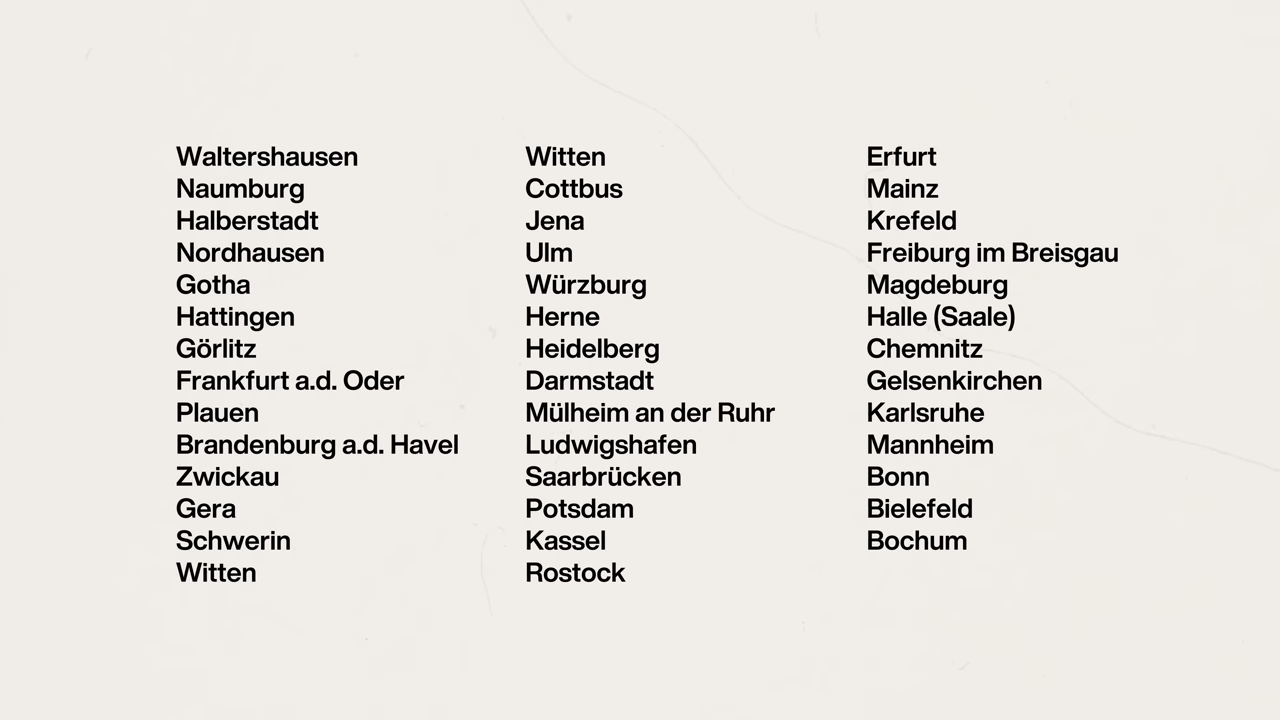 Waltershausen
Naumburg
Halberstadt
Nordhausen
Gotha
Hattingen
Görlitz
Frankfurt a.d. Oder
Plauen
Brandenburg a.d. Havel
Zwickau
Gera
Schwerin
Witten
Witten
Cottbus
Jena
Ulm
Würzburg
Herne
Heidelberg
Darmstadt
Mülheim an der Ruhr
Ludwigshafen
Saarbrücken
Potsdam
Kassel
Rostock
Erfurt
Mainz
Krefeld
Freiburg im Breisgau
Magdeburg
Halle (Saale)
Chemnitz
Gelsenkirchen
Karlsruhe
Mannheim
Bonn
Bielefeld
Bochum